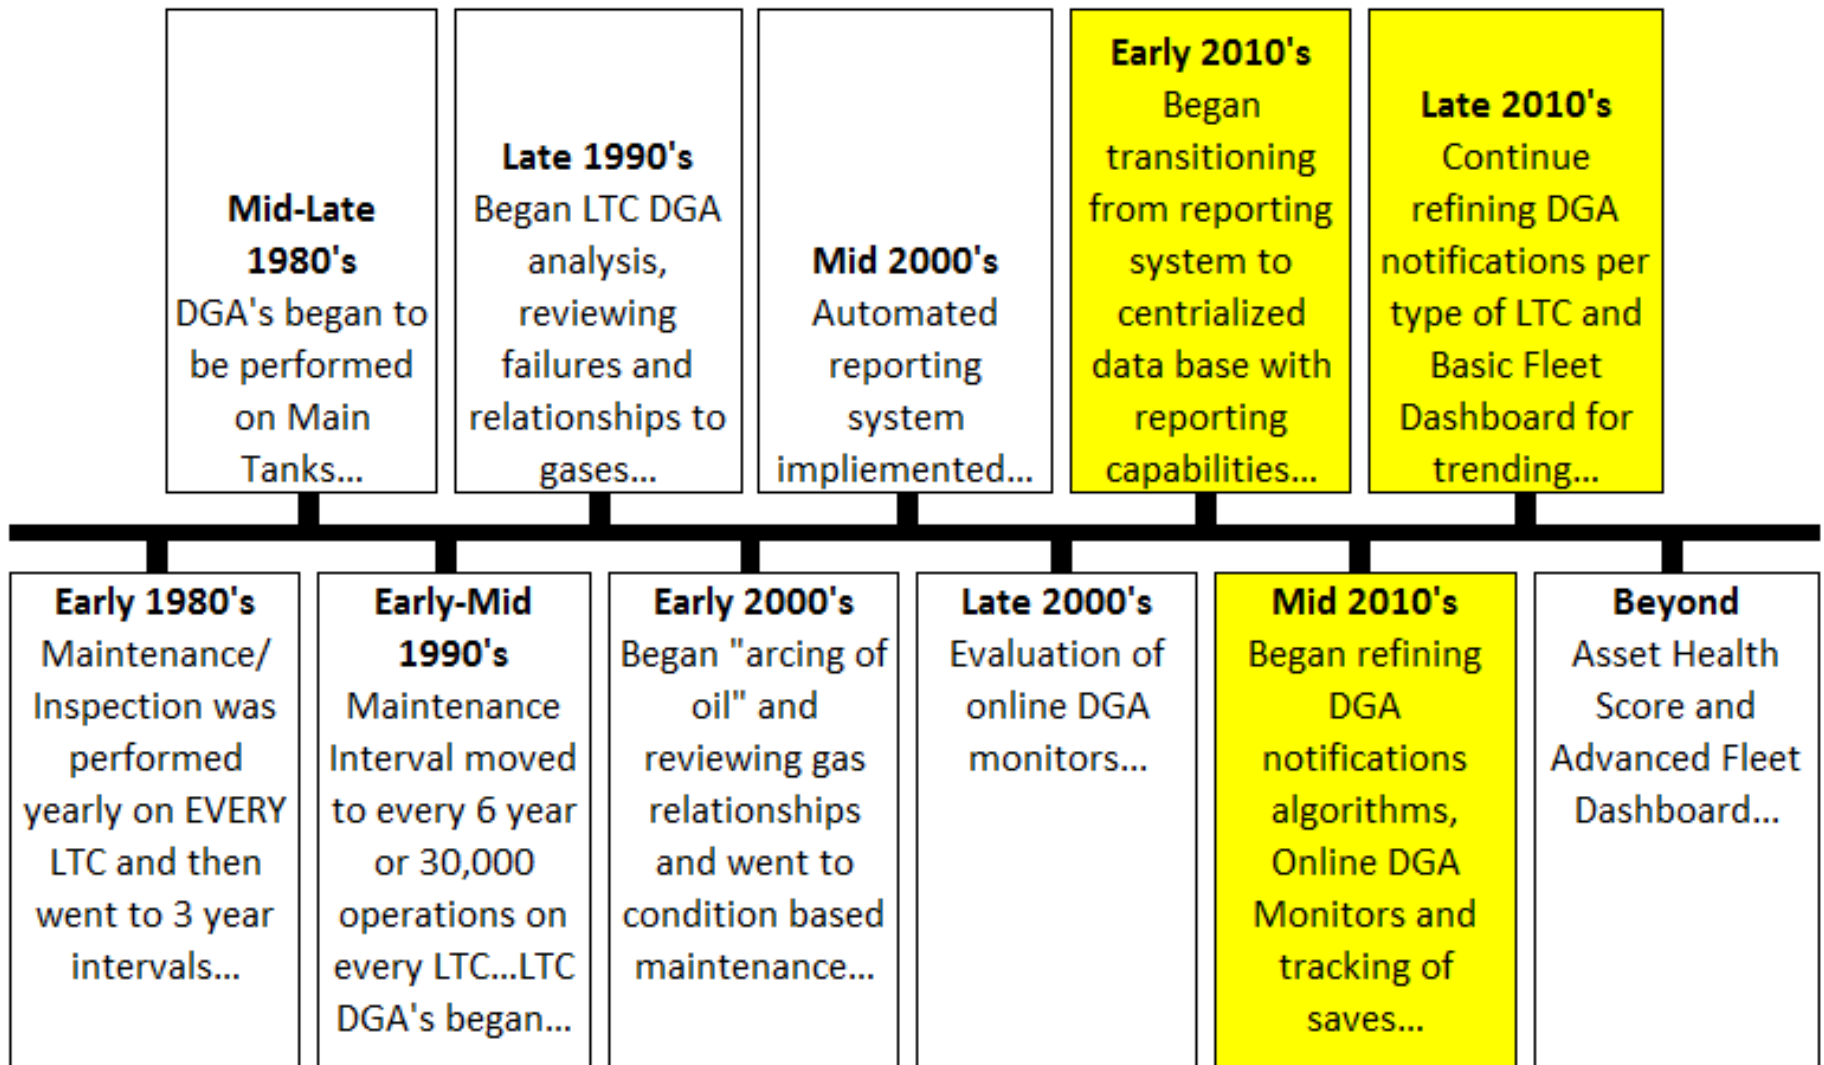 Mid-Late
1980's
DGA's began to
be performed
on Main
Tanks...
Late 1990's
Began LTC DGA
analysis,
reviewing
failures and
relationships to
gases...
Mid 2000's
Automated
reporting
system
impliemented...
Early 2010's
Began
transitioning
from reporting
system to
centrialized
data base with
reporting
capabilities...
Late 2010's
Continue
refining DGA
notifications per
type of LTC and
Basic Fleet
Dashboard for
trending...
Early 1980's
Maintenance/
Inspection was
performed
yearly on EVERY
LTC and then
went to 3 year
intervals...
Early-Mid
1990's
Maintenance
Interval moved
to every 6 year
or 30,000
operations on
every LTC...LTC
DGA's began...
Early 2000's
Began "arcing of
oil" and
reviewing gas
relationships
and went to
condition based
maintenance...
Late 2000's
Evaluation of
online DGA
monitors...
Mid 2010's
Began refining
DGA
notifications
algorithms,
Online DGA
Monitors and
tracking of
saves...
Beyond
Asset Health
Score and
Advanced Fleet
Dashboard...